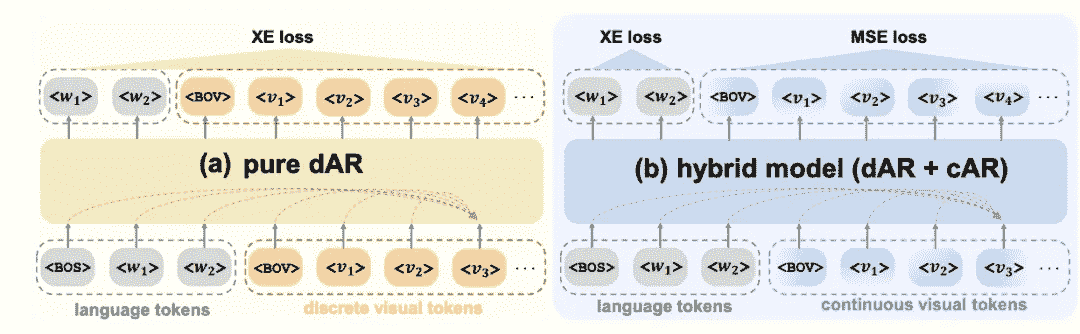 XE loss
<w₁> <w₂> <BOV> <v₁> <v₂> <v₃> <v₄> ...
(a) pure dAR
<BOS> <w₁> <w₂> <BOV> <v₁> <v₂> <v₃> ...
language tokens discrete visual tokens
XE loss MSE loss
<w₁> <w₂> <BOV> <v₁> <v₂> <v₃> <v₄> ...
(b) hybrid model (dAR + cAR)
<BOS> <w₁> <w₂> <BOV> <v₁> <v₂> <v₃> ...
language tokens continuous visual tokens